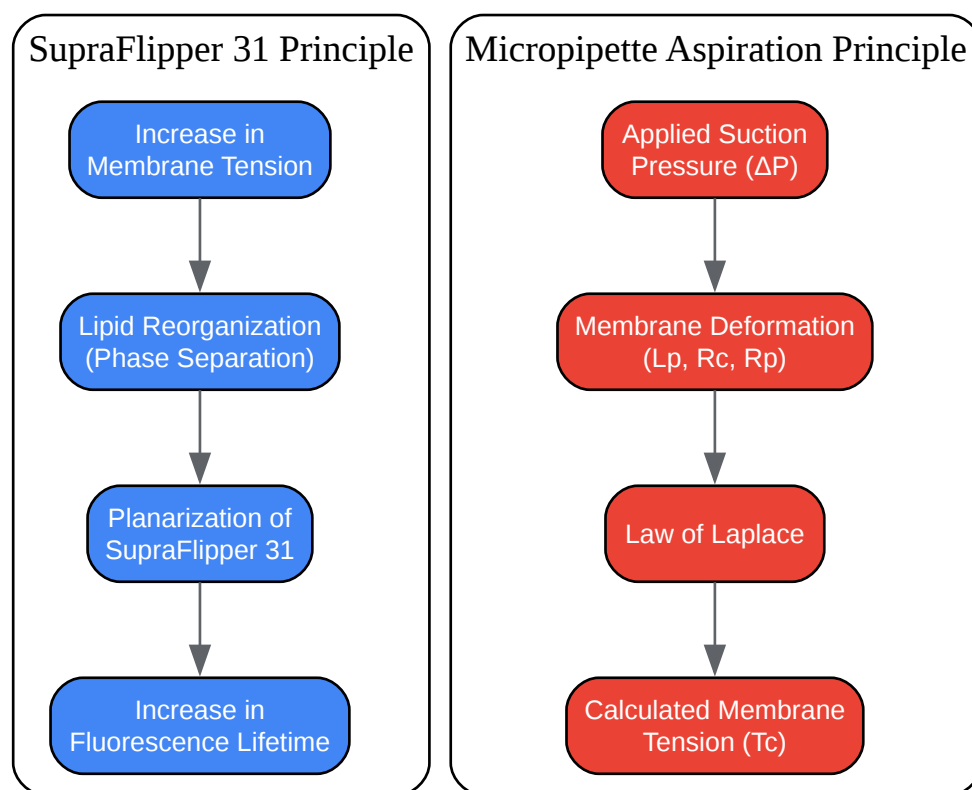 SupraFlipper 31 Principle
Increase in
Membrane Tension
Lipid Reorganization
(Phase Separation)
Planarization of
SupraFlipper 31
Increase in
Fluorescence Lifetime
Micropipette Aspiration Principle
Applied Suction
Pressure (ΔP)
Membrane Deformation
(Lp, Rc, Rp)
Law of Laplace
Calculated Membrane
Tension (Tc)